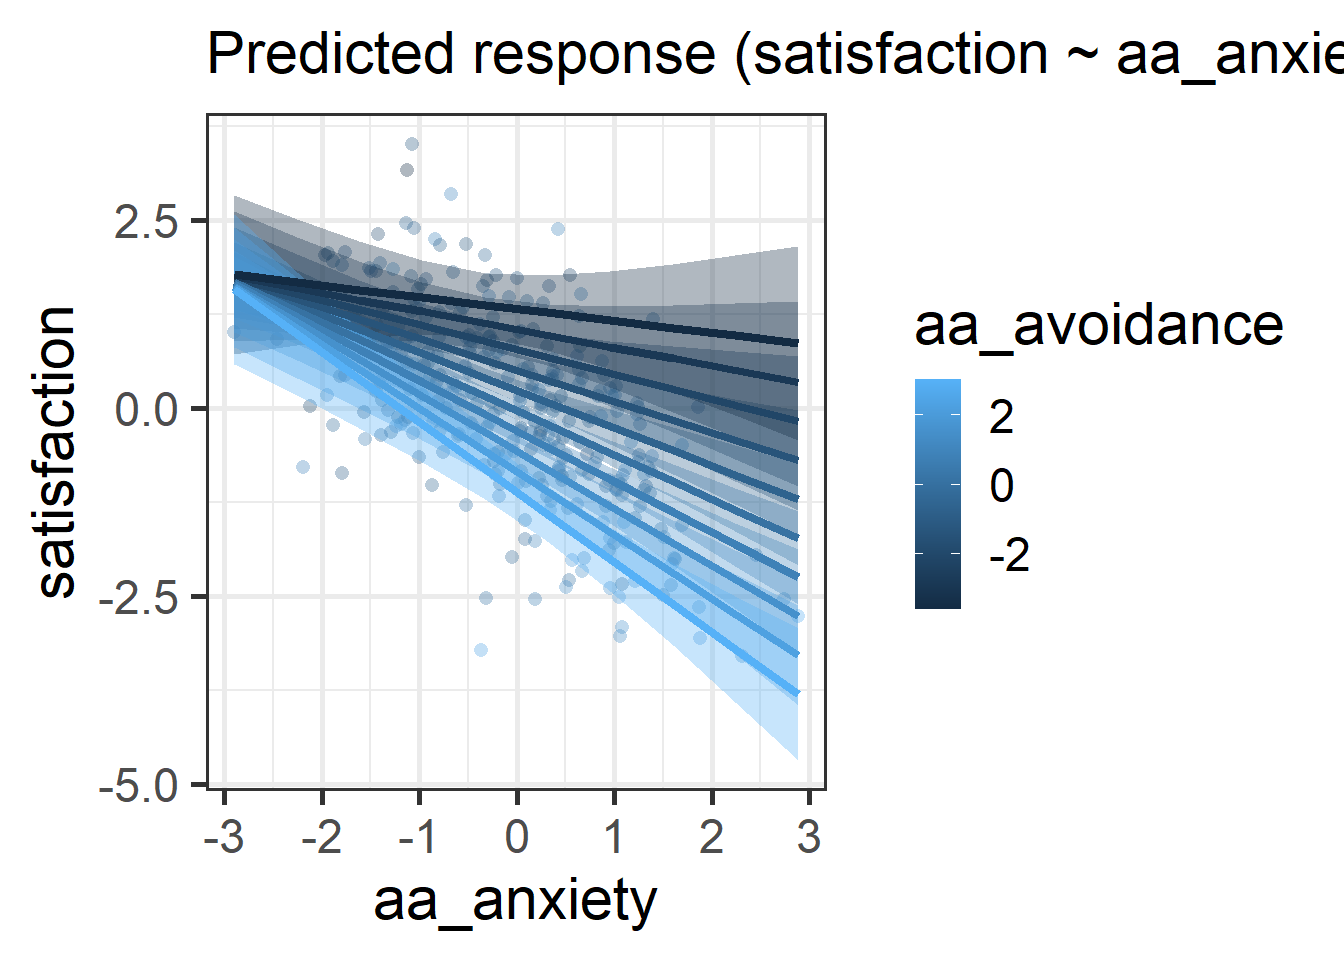 Predicted response (satisfaction ~ aa_anxie
satisfaction
2.5
0.0
-2.5
-5.0
-3 -2 -1 0 1 2 3
aa_anxiety
aa_avoidance
2
0
-2